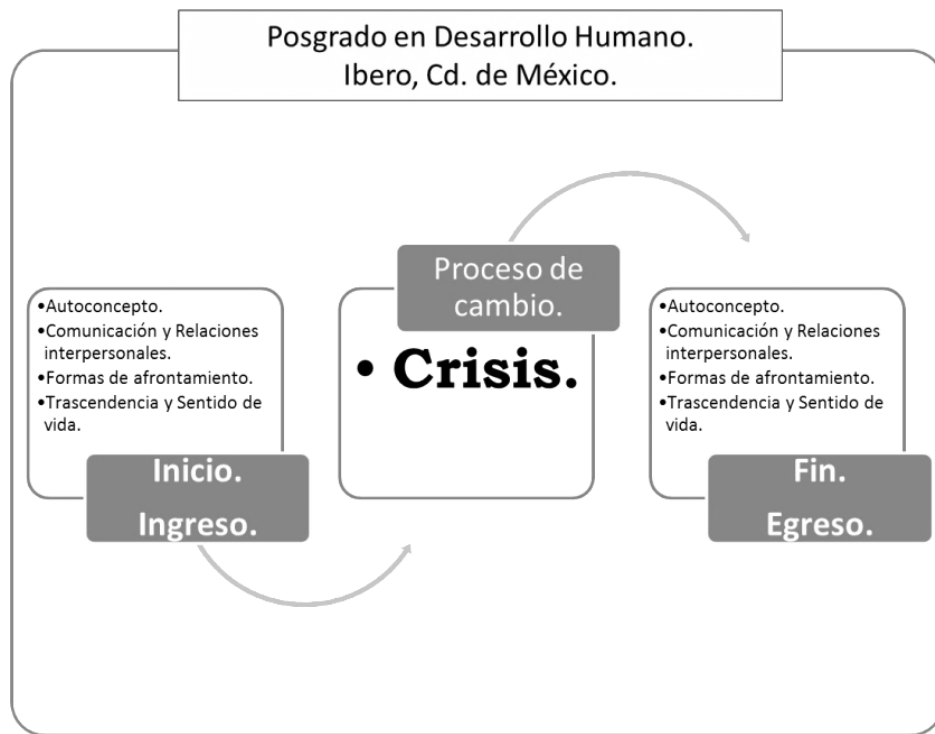 Posgrado en Desarrollo Humano.
Ibero, Cd. de México.
•Autoconcepto.
•Comunicación y Relaciones
interpersonales.
•Formas de afrontamiento.
•Trascendencia y Sentido de
vida.
Inicio.
Ingreso.
Proceso de
cambio.
• Crisis.
•Autoconcepto.
•Comunicación y Relaciones
interpersonales.
•Formas de afrontamiento.
•Trascendencia y Sentido de
vida.
Fin.
Egreso.